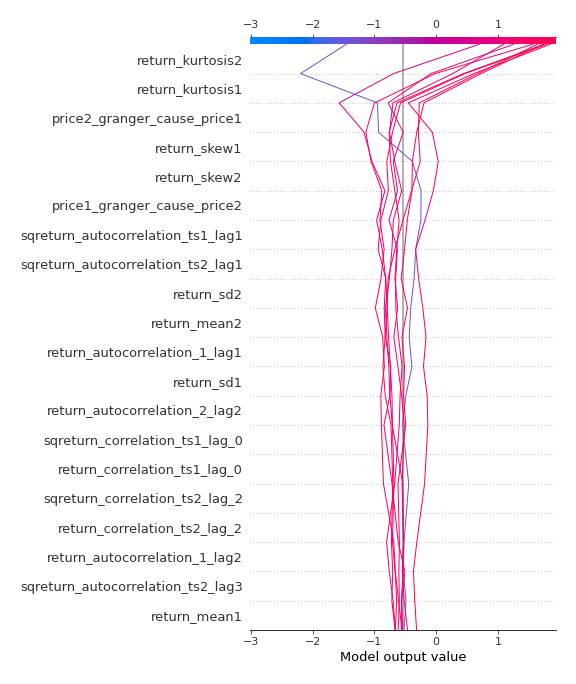 −3 −2 −1 0 1
return_kurtosis2
return_kurtosis1
price2_granger_cause_price1
return_skew1
return_skew2
price1_granger_cause_price2
sqreturn_autocorrelation_ts1_lag1
sqreturn_autocorrelation_ts2_lag1
return_sd2
return_mean2
return_autocorrelation_1_lag1
return_sd1
return_autocorrelation_2_lag2
sqreturn_correlation_ts1_lag_0
return_correlation_ts1_lag_0
sqreturn_correlation_ts2_lag_2
return_correlation_ts2_lag_2
return_autocorrelation_1_lag2
sqreturn_autocorrelation_ts2_lag3
return_mean1
−3 −2 −1 0 1
Model output value